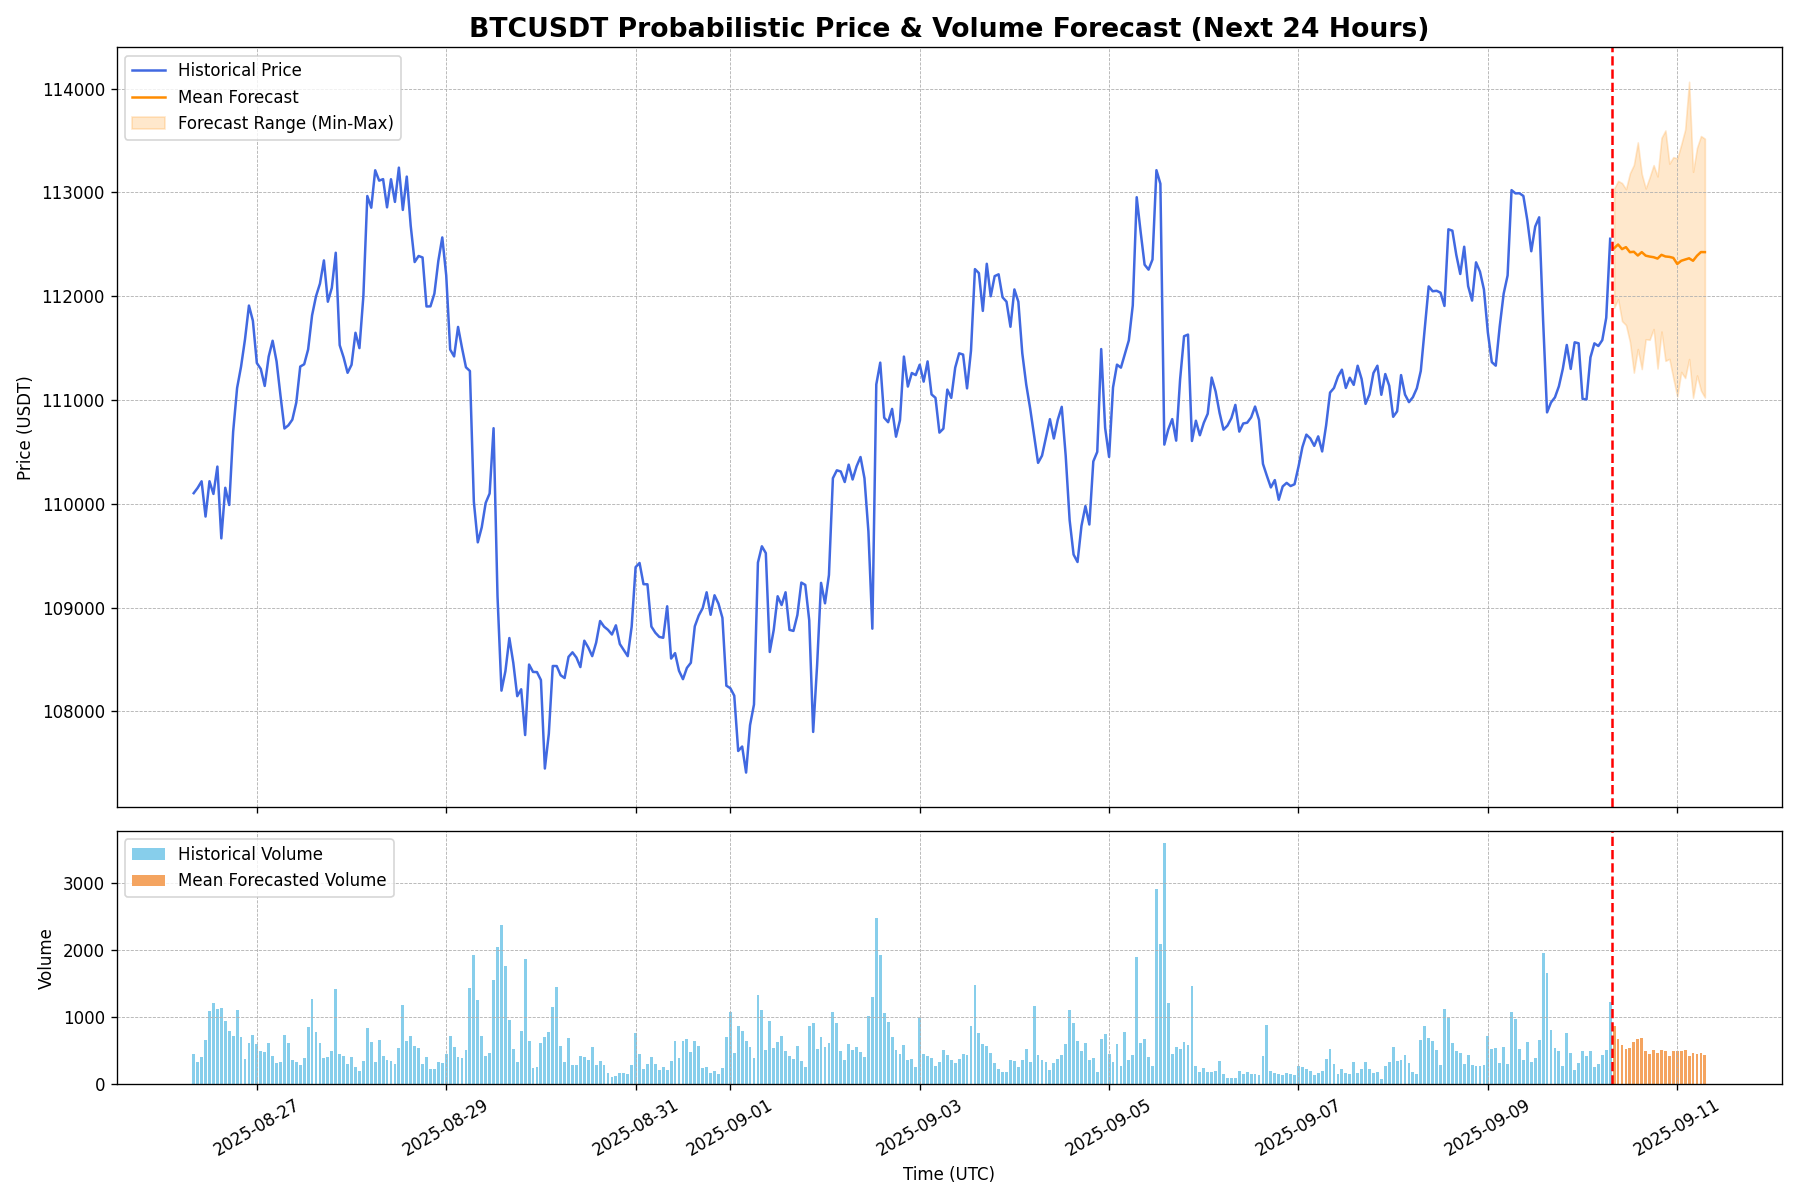 BTCUSDT Probabilistic Price & Volume Forecast (Next 24 Hours)
Historical Price
Mean Forecast
Forecast Range (Min-Max)
114000
113000
112000
111000
110000
109000
108000
Price (USDT)
Historical Volume
Mean Forecasted Volume
3000
2000
1000
0
Volume
2025-08-27
2025-08-29
2025-08-31
2025-09-01
2025-09-03
2025-09-05
2025-09-07
2025-09-09
2025-09-11
Time (UTC)